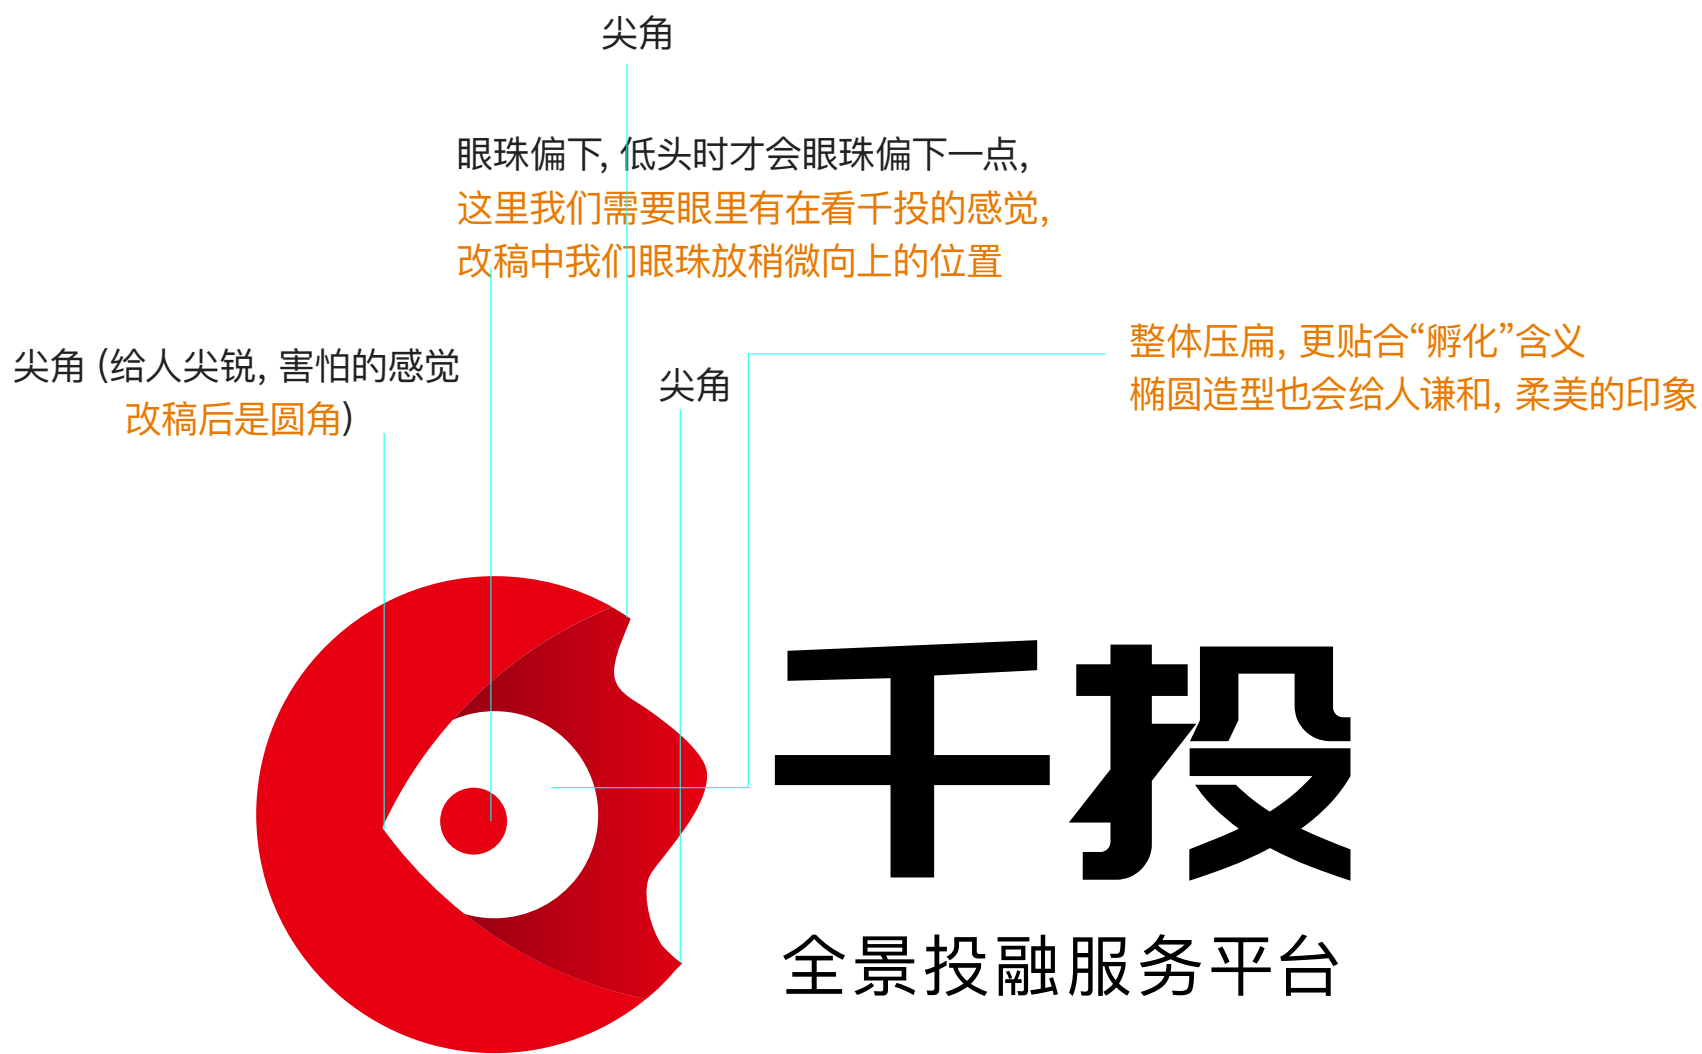 尖角
眼珠偏下, 低头时才会眼珠偏下一点,
这里我们需要眼里有在看千投的感觉,
改稿中我们眼珠放稍微向上的位置
整体压扁, 更贴合“孵化”含义
椭圆造型也会给人谦和, 柔美的印象
尖角 (给人尖锐, 害怕的感觉
改稿后是圆角)
尖角
千投
全景投融服务平台